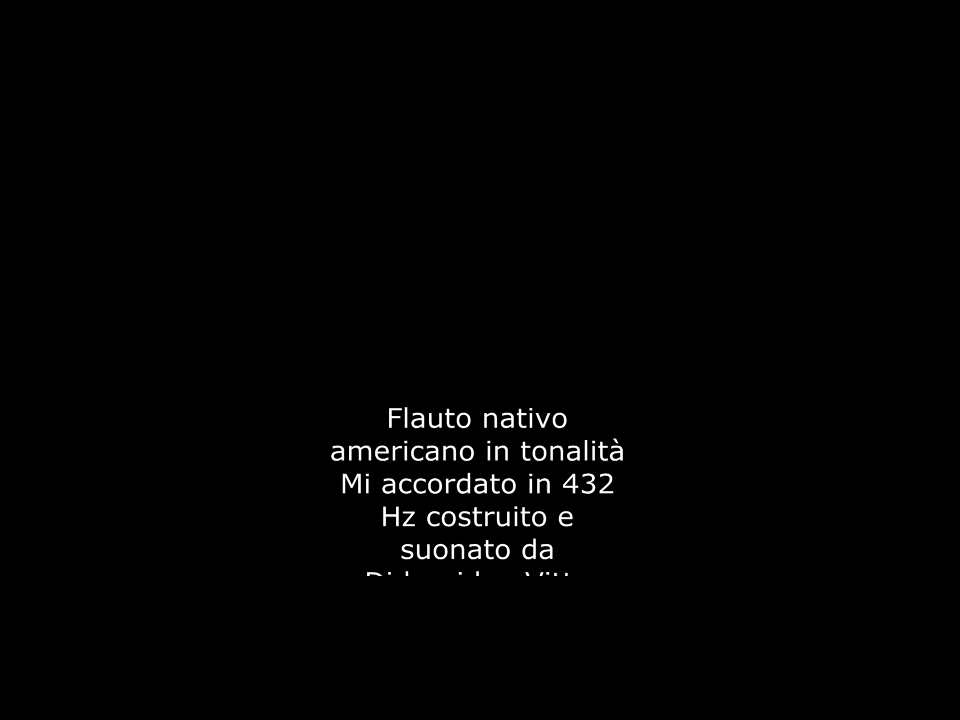 Flauto nativo
americano in tonalità
Mi accordato in 432
Hz costruito e
suonato da